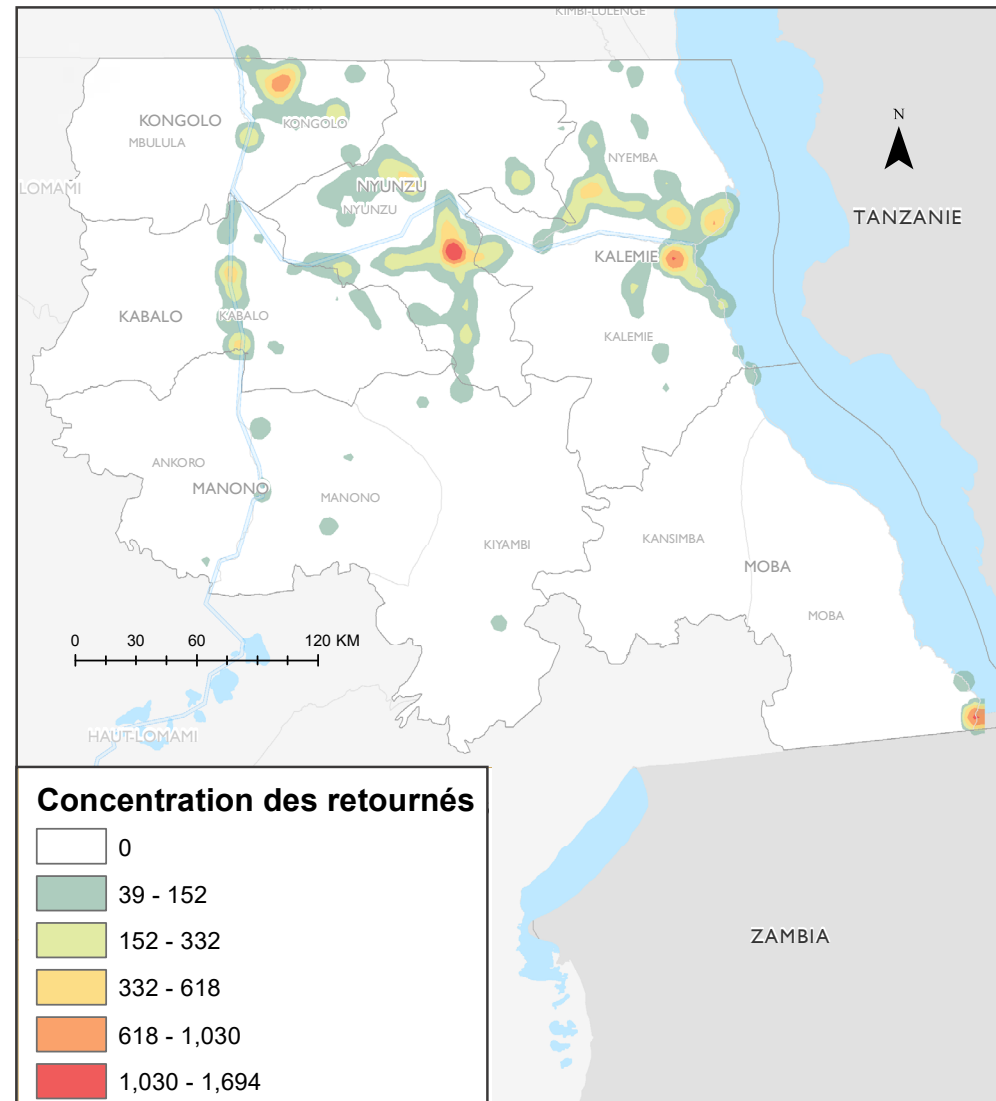 KIMBI-LULENGE
N
KONGOLO
KONGOLO
MBULULA
NYEMBA
LOMAMI
NYUNZU
NYUNZU
TANZANIE
KALEMIE
KABALO
KABALO
KALEMIE
ANKORO
MANONO
MANONO
KIYAMBI
KANSIMBA
MOBA
MOBA
0 30 60 120 KM
HAUT-LOMAMI
Concentration des retournés
0
39 - 152
152 - 332
332 - 618
618 - 1,030
1,030 - 1,694
ZAMBIA